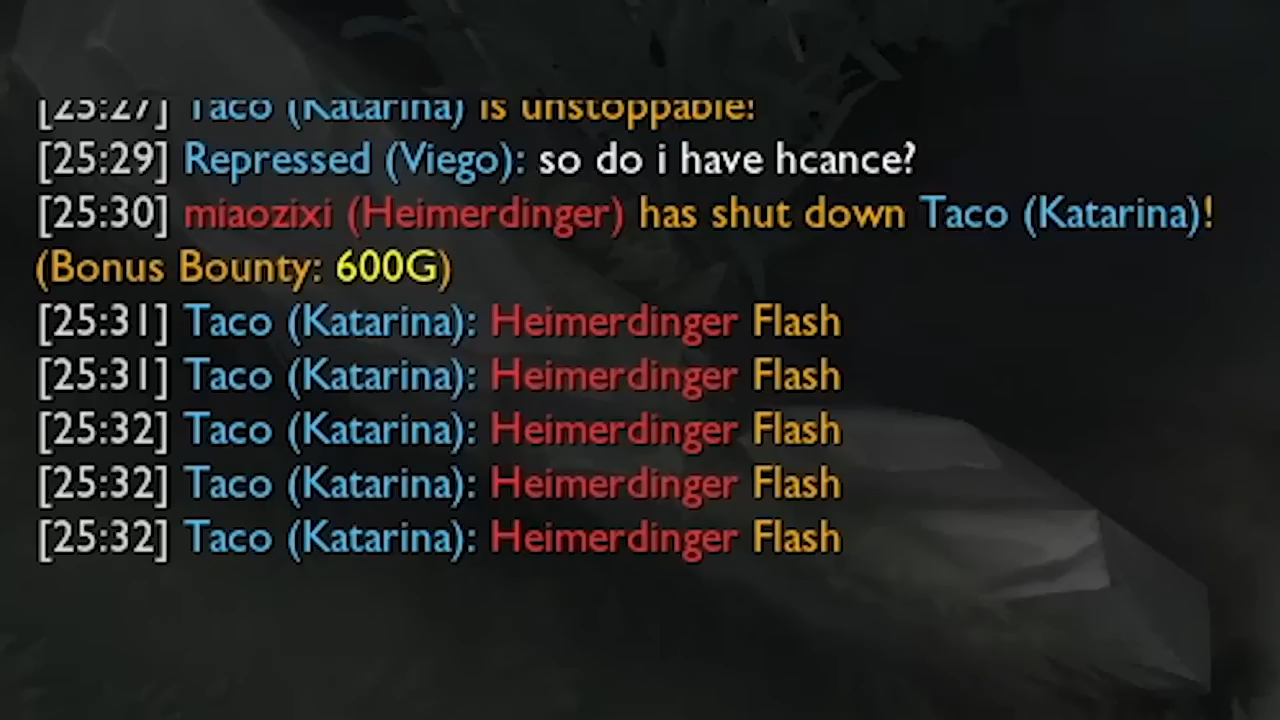 [25:27] Taco (Katarina) is unstoppable!
[25:29] Repressed (Viego): so do i have hcance?
[25:30] miaozixi (Heimerdinger) has shut down Taco (Katarina)!
(Bonus Bounty: 600G)
[25:31] Taco (Katarina): Heimerdinger Flash
[25:31] Taco (Katarina): Heimerdinger Flash
[25:32] Taco (Katarina): Heimerdinger Flash
[25:32] Taco (Katarina): Heimerdinger Flash
[25:32] Taco (Katarina): Heimerdinger Flash